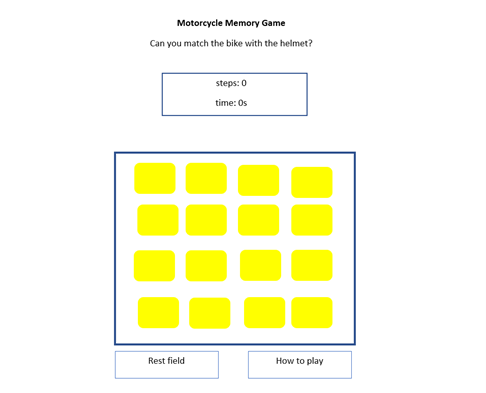 Motorcycle Memory Game
Can you match the bike with the helmet?
steps: 0
time: 0s
Rest field
How to play